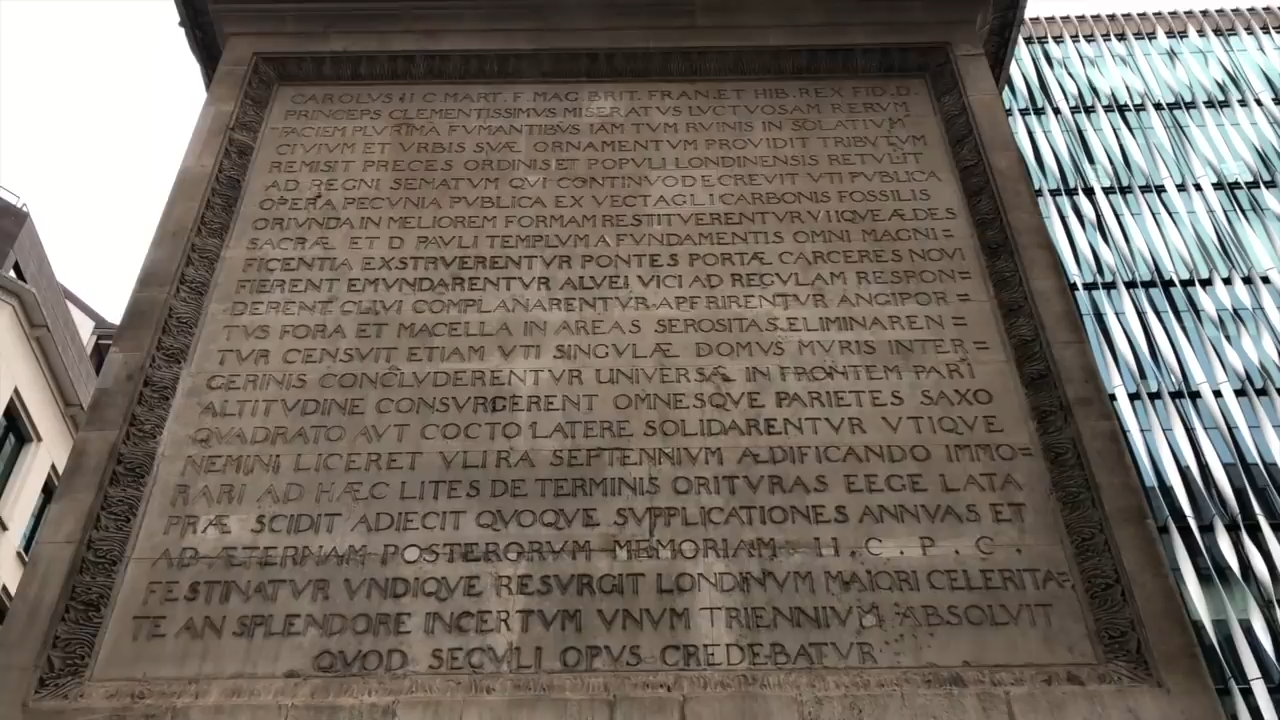 CAROLVS II C. MART. F. MAG. BRIT. FRAN. ET HIB. REX FID. D.
PRINCEPS CLEMENTISSIMVS MISERATVS LVCTVOSAM RERVM
FACIEM PLVRIMA FVMANTIBVS IAM TVM RVINIS IN SOLATIVM
CIVIVM ET VRBIS SVÆ ORNAMENTVM PROVIDIT TRIBVTVM
REMISIT PRECES ORDINIS ET POPVLI LONDINENSIS RETVLIT
AD REGNI SEMATVM QVI CONTINVO DECREVIT VTI PVBLICA
OPERA PECVNIA PVBLICA EX VECTAGLI CARBONIS FOSSILIS
ORIVNDA IN MELIOREM FORMAM RESTITVERENTVR VTIQVE ÆDES
SACRÆ ET D PAVLI TEMPLVM A FVNDAMENTIS OMNI MAGNI=
FICENTIA EXSTRVERENTVR PONTES PORTÆ CARCERES NOVI
FIERENT EMVNDARENTVR ALVEI VICI AD REGVLAM RESPON=
DERENT CLIVI COMPLANARENTVR APERIRENTVR ANGIPOR=
TVS FORA ET MACELLA IN AREAS SEROSITAS ELIMINAREN=
TVR CENSVIT ETIAM VTI SINGVLÆ DOMVS MVRIS INTER=
GERINIS CONCLVDERENTVR UNIVERSÆ IN FRONTEM PARI
ALTITVDINE CONSVRGERENT OMNESQVE PARIETES SAXO
QVADRATO AVT COCTO LATERE SOLIDARENTVR VTIQVE
NEMINI LICERET VLIRA SEPTENNIVM ÆDIFICANDO IMMO=
RARI AD HÆC LITES DE TERMINIS ORITVRAS EEGE LATA
PRÆ SCIDIT ADIECIT QVOQVE SVPPLICATIONES ANNVAS ET
AD ÆTERNAM POSTERORVM MEMORIAM H.C.P.C.
FESTINATVR VNDIQVE RESVRGIT LONDINVM MAIORI CELERITA=
TE AN SPLENDORE INCERTVM VNVM TRIENNIVM ABSOLVIT
QVOD SECVLI OPVS CREDEBATVR